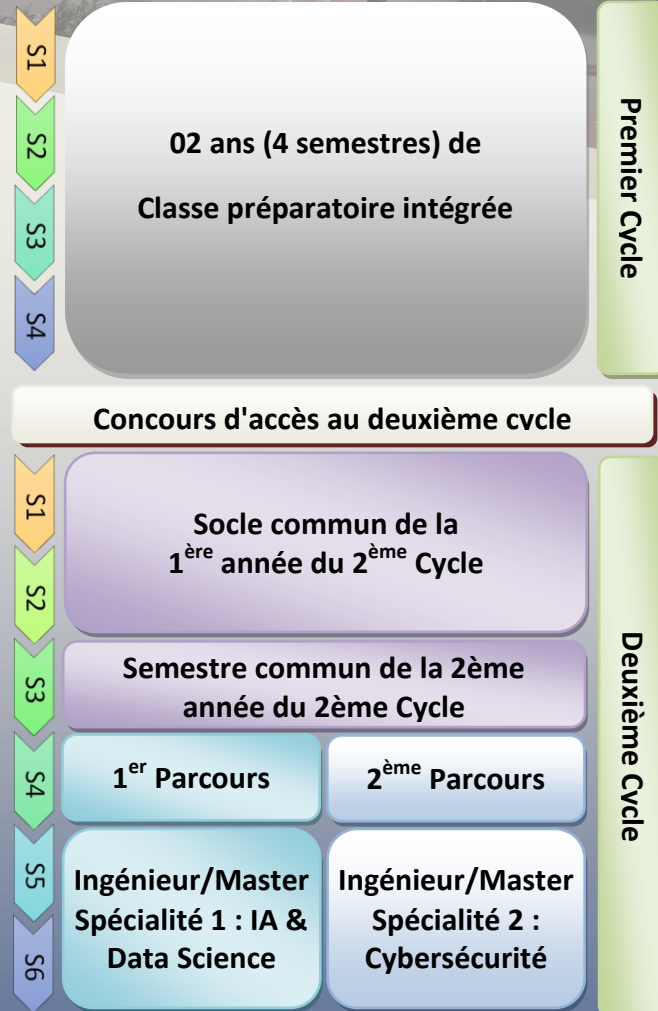 S1
S2
S3
S4
02 ans (4 semestres) de
Classe préparatoire intégrée
Premier Cycle
Concours d'accès au deuxième cycle
S1
S2
S3
S4
S5
S6
Socle commun de la
1ère année du 2ème Cycle
Semestre commun de la 2ème
année du 2ème Cycle
1er Parcours
2ème Parcours
Ingénieur/Master
Spécialité 1 : IA &
Data Science
Ingénieur/Master
Spécialité 2 :
Cybersécurité
Deuxième Cycle